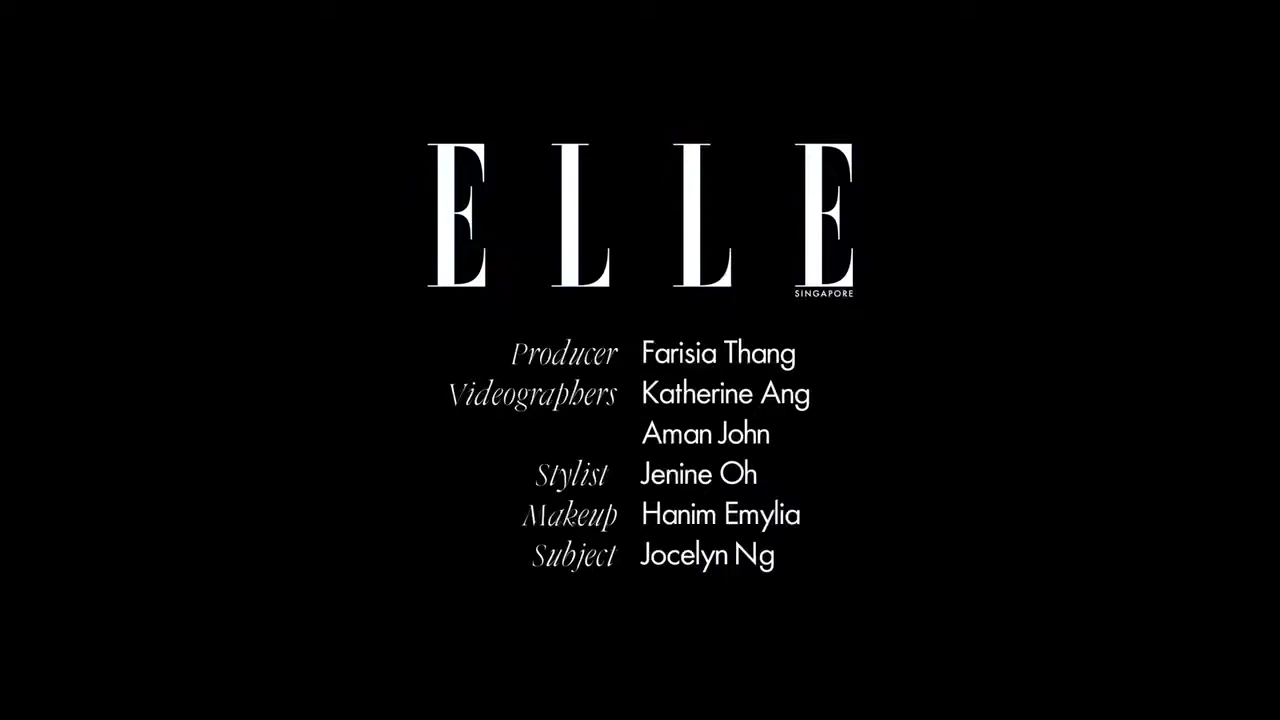 ELLE
SINGAPORE
Producer Farisia Thang
Videographers Katherine Ang
Aman John
Stylist Jenine Oh
Makeup Hanim Emylia
Subject Jocelyn Ng